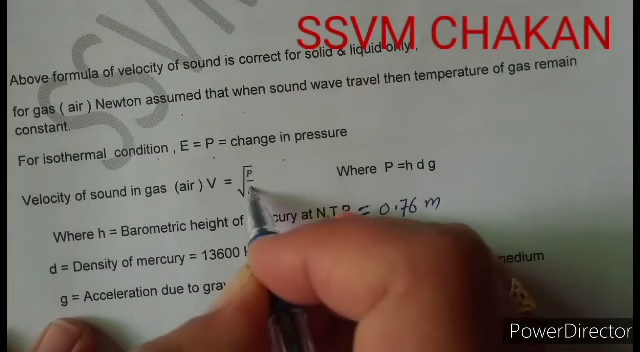 SSVM CHAKAN
SSVM
Above formula of velocity of sound is correct for solid & liquid only,
for gas ( air ) Newton assumed that when sound wave travel then temperature of gas remain
constant.
For isothermal condition , E = P = change in pressure
Velocity of sound in gas (air ) V = √P Where P =h d g
Where h = Barometric height of at N.T.P = 0.76 m
d = Density of mercury = 13600 medium
g = Acceleration due to
PowerDirector